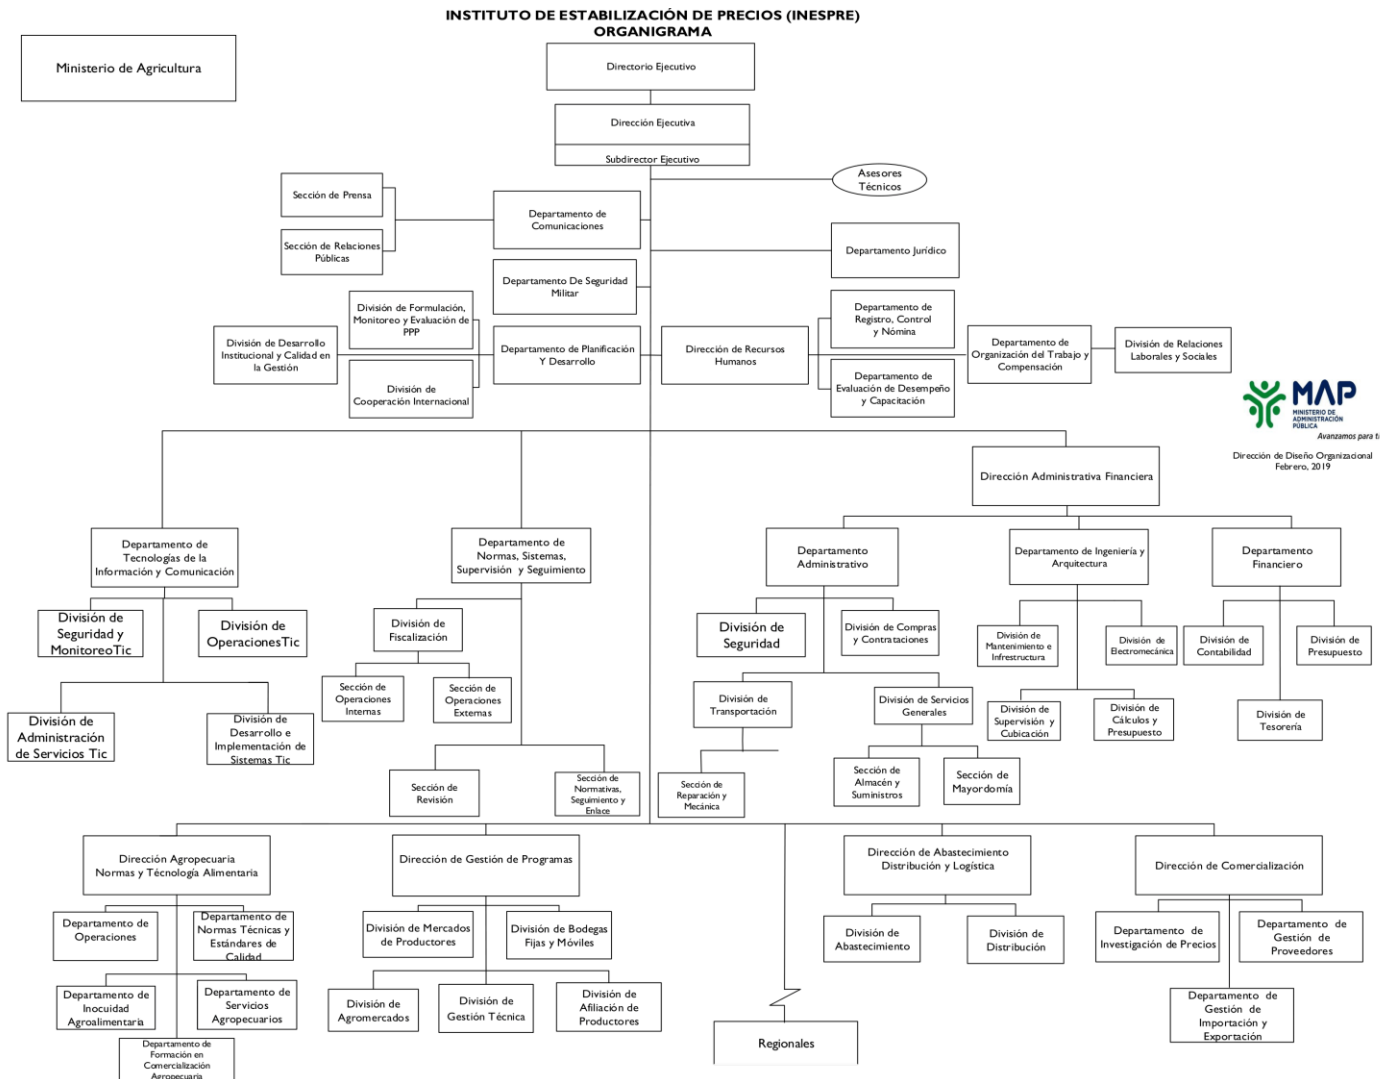 INSTITUTO DE ESTABILIZACIÓN DE PRECIOS (INESPRE)
ORGANIGRAMA
Ministerio de Agricultura
Directorio Ejecutivo
Dirección Ejecutiva
Subdirector Ejecutivo
Asesores
Técnicos
Sección de Prensa
Departamento de
Comunicaciones
Sección de Relaciones
Públicas
Departamento Jurídico
Departamento De Seguridad
Militar
División de Formulación,
Monitoreo y Evaluación de
PPP
División de Desarrollo
Institucional y Calidad en
la Gestión
División de
Cooperación Internacional
Departamento de Planificación
Y Desarrollo
Dirección de Recursos
Humanos
Departamento de
Registro, Control
y Nómina
Departamento de
Evaluación de Desempeño
y Capacitación
Departamento de
Organización del Trabajo y
Compensación
División de Relaciones
Laborales y Sociales
MAP
MINISTERIO DE
ADMINISTRACIÓN
PÚBLICA
Avanzamos para ti
Dirección de Diseño Organizacional
Febrero, 2019
Dirección Administrativa Financiera
Departamento de
Tecnologías de la
Información y Comunicación
Departamento de
Normas, Sistemas,
Supervisión y Seguimiento
Departamento
Administrativo
Departamento de Ingeniería y
Arquitectura
Departamento
Financiero
División de
Seguridad y
MonitoreoTic
División de
OperacionesTic
División de
Fiscalización
División de
Seguridad
División de Compras
y Contrataciones
División de
Mantenimiento e
Infrestructura
División de
Electromecánica
División de
Contabilidad
División de
Presupuesto
Sección de
Operaciones
Internas
Sección de
Operaciones
Externas
División de
Transportación
División de Servicios
Generales
División de
Supervisión y
Cubicación
División de
Cálculos y
Presupuesto
División de
Tesorería
División de
Administración
de Servicios Tic
División de
Desarrollo e
Implementación de
Sistemas Tic
Sección de
Revisión
Sección de
Normativas,
Seguimiento y
Enlace
Sección de
Reparación y
Mecánica
Sección de
Almacén y
Suministros
Sección de
Mayordomía
Dirección Agropecuaria
Normas y Técnología Alimentaria
Dirección de Gestión de Programas
Dirección de Abastecimiento
Distribución y Logística
Dirección de Comercialización
Departamento de
Operaciones
Departamento de
Normas Técnicas y
Estándares de
Calidad
División de Mercados
de Productores
División de Bodegas
Fijas y Móviles
División de
Abastecimiento
División de
Distribución
Departamento de
Investigación de Precios
Departamento de
Gestión de
Proveedores
Departamento de
Inocuidad
Agroalimentaria
Departamento de
Servicios
Agropecuarios
División de
Agromercados
División de
Gestión Técnica
División de
Afiliación de
Productores
Departamento de
Gestión de
Importación y
Exportación
Departamento de
Formación en
Comercialización
Agropecuaria
Regionales